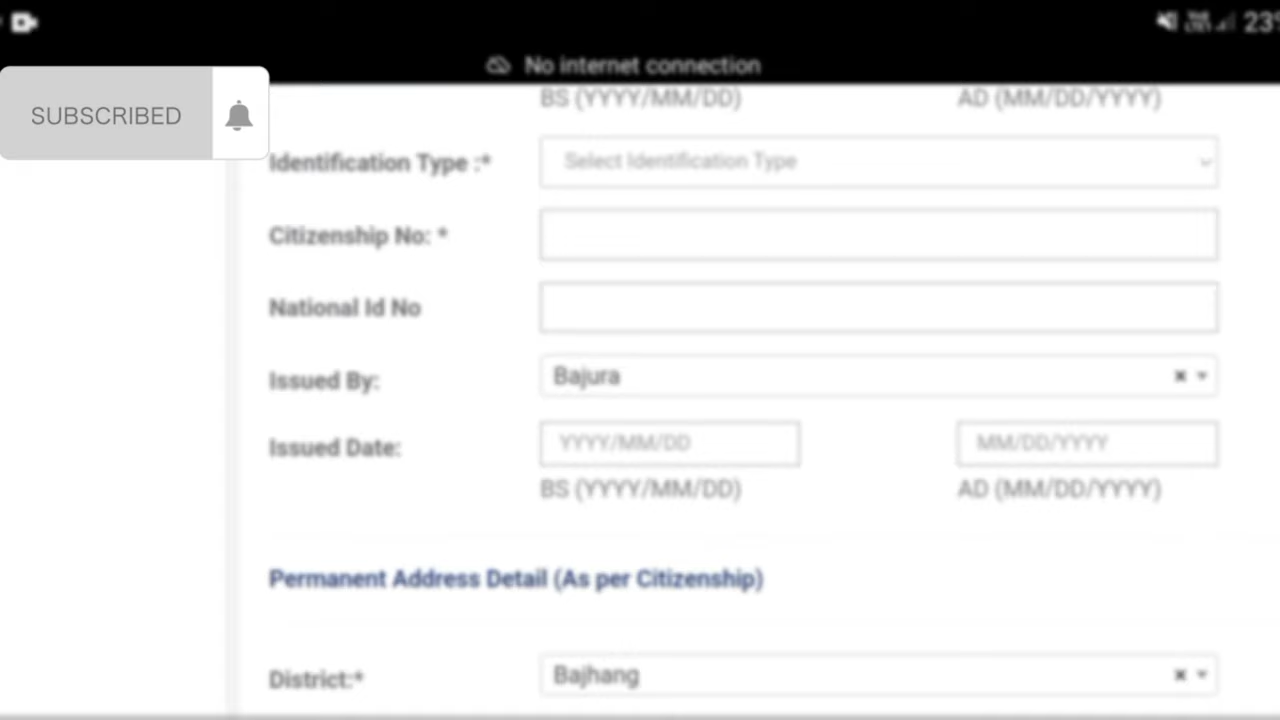 23%
No internet connection
SUBSCRIBED
BS (YYYY/MM/DD) AD (MM/DD/YYYY)
Identification Type :* Select Identification Type
Citizenship No: *
National Id No
Issued By: Bajura
Issued Date: YYYY/MM/DD MM/DD/YYYY
BS (YYYY/MM/DD) AD (MM/DD/YYYY)
Permanent Address Detail (As per Citizenship)
District:* Bajhang